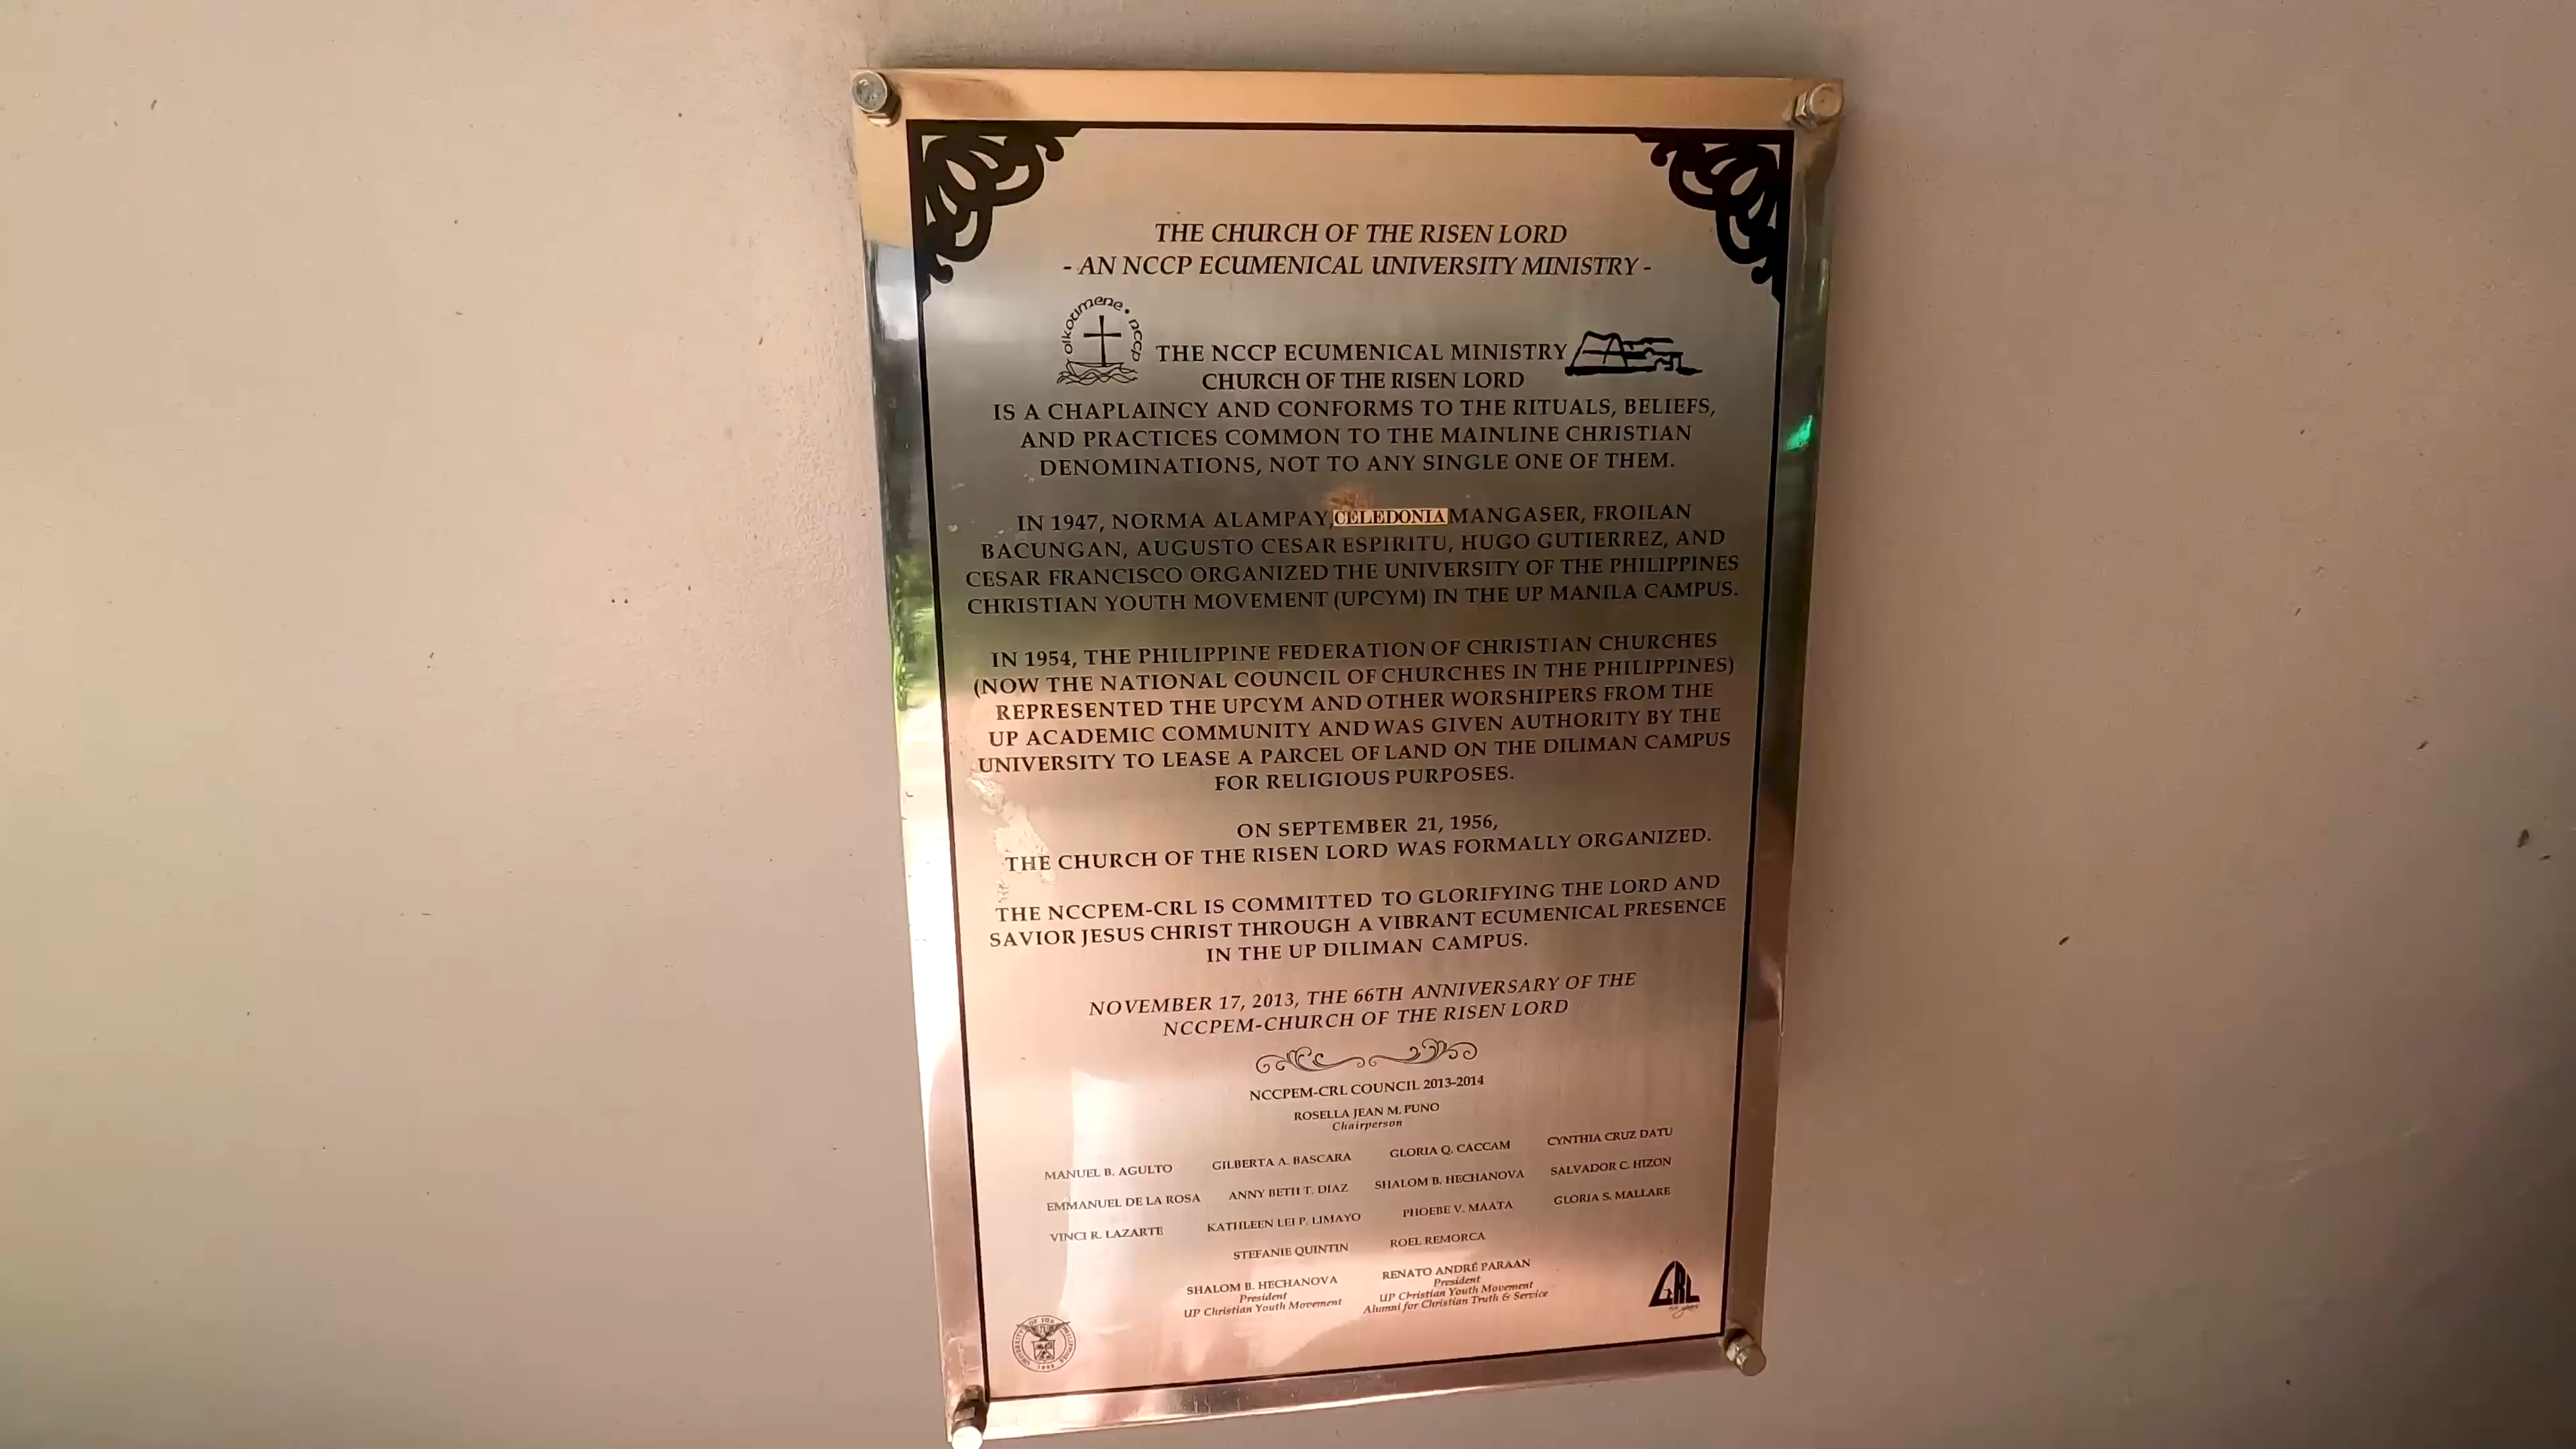 THE CHURCH OF THE RISEN LORD
- AN NCCP ECUMENICAL UNIVERSITY MINISTRY -
oikoumene • nccp
THE NCCP ECUMENICAL MINISTRY
CHURCH OF THE RISEN LORD
IS A CHAPLAINCY AND CONFORMS TO THE RITUALS, BELIEFS,
AND PRACTICES COMMON TO THE MAINLINE CHRISTIAN
DENOMINATIONS, NOT TO ANY SINGLE ONE OF THEM.
IN 1947, NORMA ALAMPAY, CELEDONIA MANGASER, FROILAN
BACUNGAN, AUGUSTO CESAR ESPIRITU, HUGO GUTIERREZ, AND
CESAR FRANCISCO ORGANIZED THE UNIVERSITY OF THE PHILIPPINES
CHRISTIAN YOUTH MOVEMENT (UPCYM) IN THE UP MANILA CAMPUS.
IN 1954, THE PHILIPPINE FEDERATION OF CHRISTIAN CHURCHES
(NOW THE NATIONAL COUNCIL OF CHURCHES IN THE PHILIPPINES)
REPRESENTED THE UPCYM AND OTHER WORSHIPERS FROM THE
UP ACADEMIC COMMUNITY AND WAS GIVEN AUTHORITY BY THE
UNIVERSITY TO LEASE A PARCEL OF LAND ON THE DILIMAN CAMPUS
FOR RELIGIOUS PURPOSES.
ON SEPTEMBER 21, 1956,
THE CHURCH OF THE RISEN LORD WAS FORMALLY ORGANIZED.
THE NCCPEM-CRL IS COMMITTED TO GLORIFYING THE LORD AND
SAVIOR JESUS CHRIST THROUGH A VIBRANT ECUMENICAL PRESENCE
IN THE UP DILIMAN CAMPUS.
NOVEMBER 17, 2013, THE 66TH ANNIVERSARY OF THE
NCCPEM-CHURCH OF THE RISEN LORD
NCCPEM-CRL COUNCIL 2013-2014
ROSELLA JEAN M. PUNO
Chairperson
MANUEL B. AGULTO GILBERTA A. BASCARA GLORIA Q. CACCAM CYNTHIA CRUZ DATU
EMMANUEL DE LA ROSA ANNY BETH T. DIAZ SHALOM B. HECHANOVA SALVADOR C. HIZON
VINCI R. LAZARTE KATHLEEN LEI P. LIMAYO PHOEBE V. MAATA GLORIA S. MALLARE
STEFANIE QUINTIN ROEL REMORCA
SHALOM B. HECHANOVA RENATO ANDRÉ PARAAN
President President
UP Christian Youth Movement UP Christian Youth Movement
Alumni for Christian Truth & Service
CRL
UNIVERSITY OF THE PHILIPPINES
1908